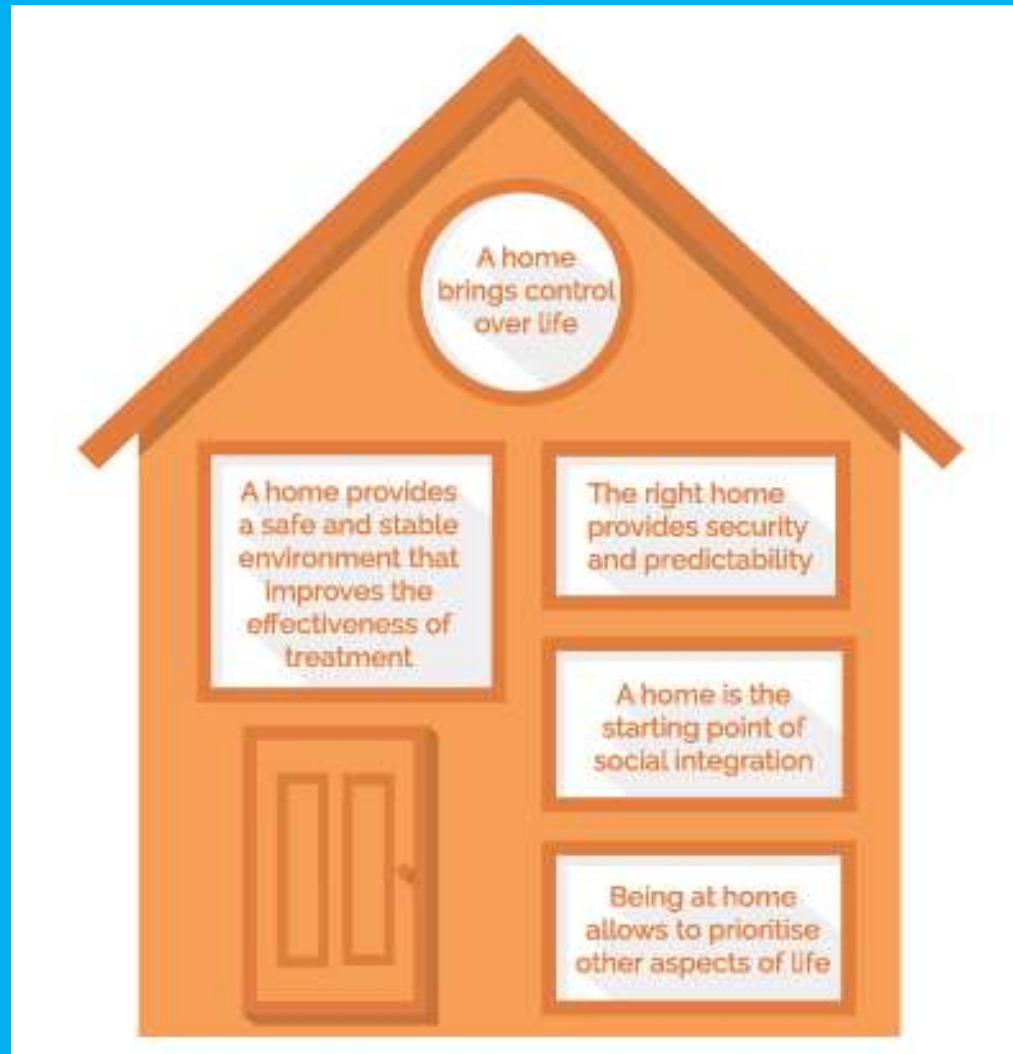 A home
brings control
over life
A home provides
a safe and stable
environment that
improves the
effectiveness of
treatment
The right home
provides security
and predictability
A home is the
starting point of
social integration
Being at home
allows to prioritise
other aspects of life